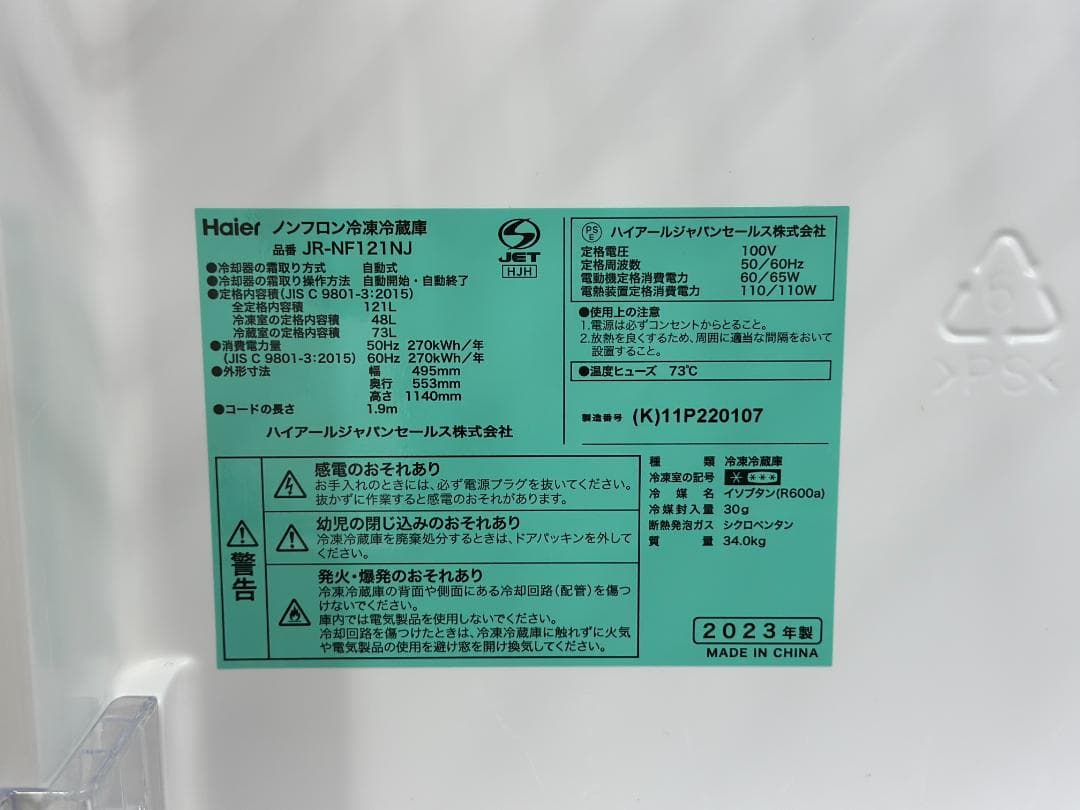 Haier ノンフロン冷凍冷蔵庫
品番 JR-NF121NJ
S
JET
HJH
●冷却器の霜取り方式 自動式
●冷却器の霜取り操作方法 自動開始・自動終了
●定格内容積(JIS C 9801-3:2015)
全定格内容積 121L
冷凍室の定格内容積 48L
冷蔵室の定格内容積 73L
●消費電力量 50Hz 270kWh/年
(JIS C 9801-3:2015) 60Hz 270kWh/年
●外形寸法 幅 495mm
奥行 553mm
高さ 1140mm
●コードの長さ 1.9m
ハイアールジャパンセールス株式会社
PSE ハイアールジャパンセールス株式会社
定格電圧 100V
定格周波数 50/60Hz
電動機定格消費電力 60/65W
電熱装置定格消費電力 110/110W
●使用上の注意
1.電源は必ずコンセントからとること。
2.放熱を良くするため、周囲に適当な間隔をおいて
設置すること。
●温度ヒューズ 73℃
製造番号 (K)11P220107
警告
感電のおそれあり
お手入れのときには、必ず電源プラグを抜いてください。
抜かずに作業すると感電のおそれがあります。
幼児の閉じ込みのおそれあり
冷凍冷蔵庫を廃棄処分するときは、ドアパッキンを外して
ください。
発火・爆発のおそれあり
冷凍冷蔵庫の背面や側面にある冷却回路(配管)を傷つ
けないでください。
庫内では電気製品を使用しないでください。
冷却回路を傷つけたときは、冷凍冷蔵庫に触れずに火気
や電気製品の使用を避け窓を開け換気してください。
種類 冷凍冷蔵庫
冷凍室の記号 * ***
冷媒名 イソブタン(R600a)
冷媒封入量 30g
断熱発泡ガス シクロペンタン
質量 34.0kg
2023年製
MADE IN CHINA
6
>PS<